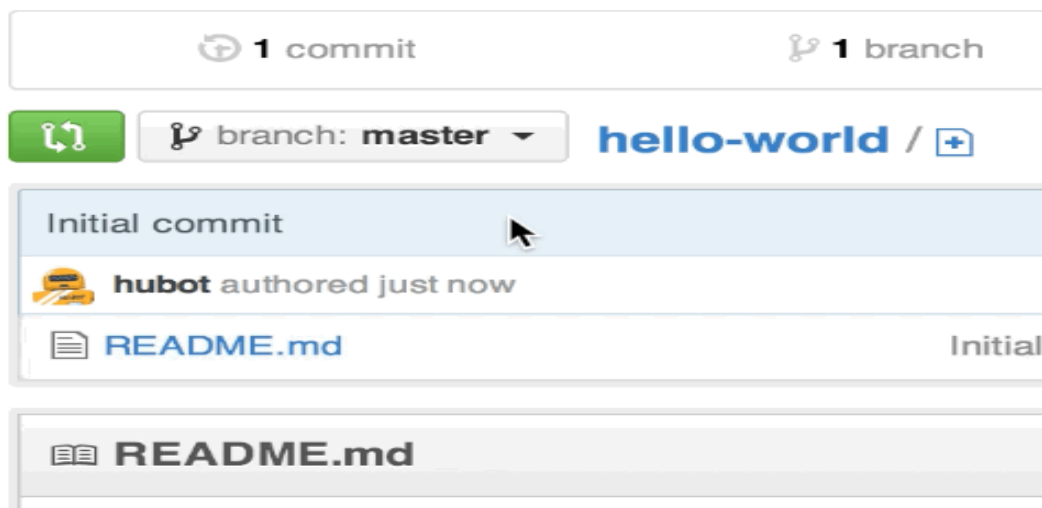 1 commit 1 branch
branch: master hello-world /
Initial commit
hubot authored just now
README.md Initial
README.md